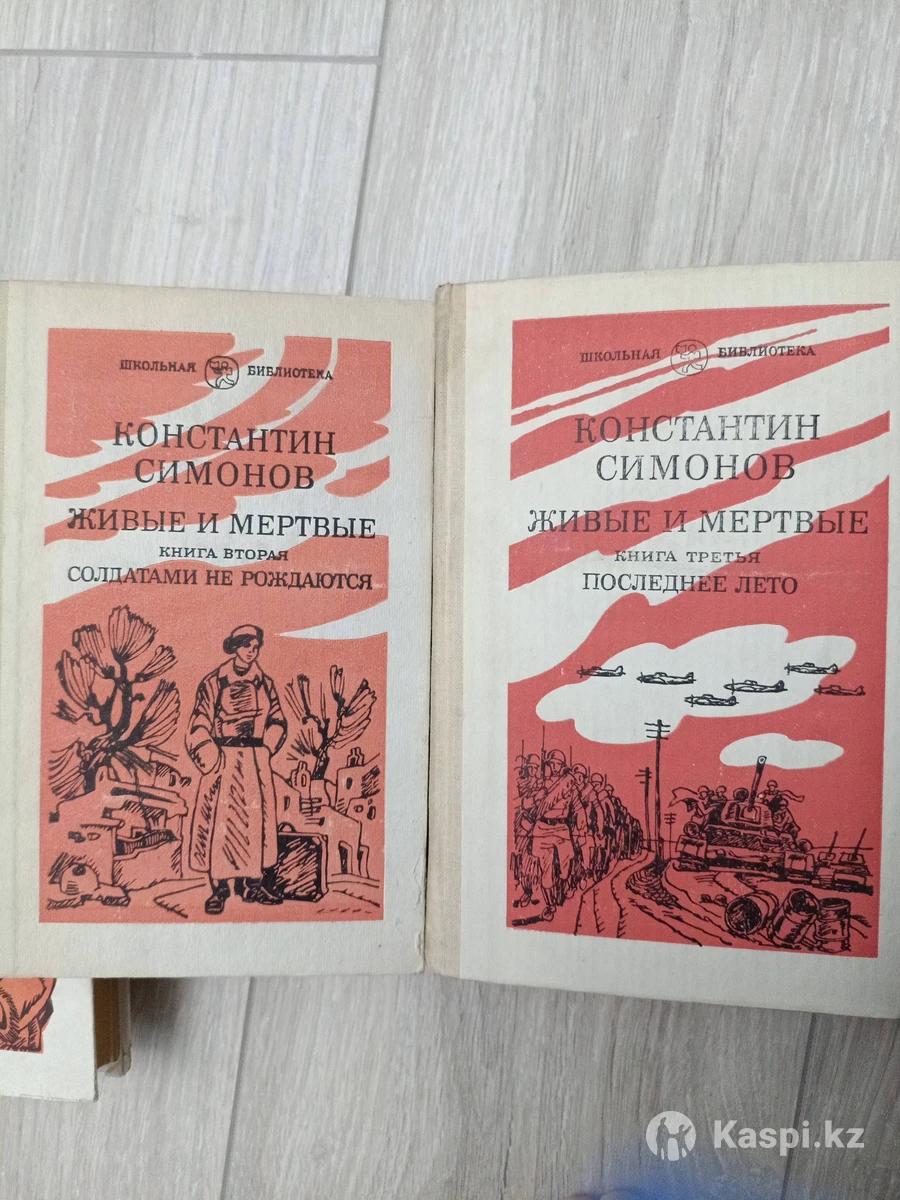 ШКОЛЬНАЯ БИБЛИОТЕКА
КОНСТАНТИН
СИМОНОВ
ЖИВЫЕ И МЕРТВЫЕ
КНИГА ВТОРАЯ
СОЛДАТАМИ НЕ РОЖДАЮТСЯ
ШКОЛЬНАЯ БИБЛИОТЕКА
КОНСТАНТИН
СИМОНОВ
ЖИВЫЕ И МЕРТВЫЕ
КНИГА ТРЕТЬЯ
ПОСЛЕДНЕЕ ЛЕТО
Kaspi.kz